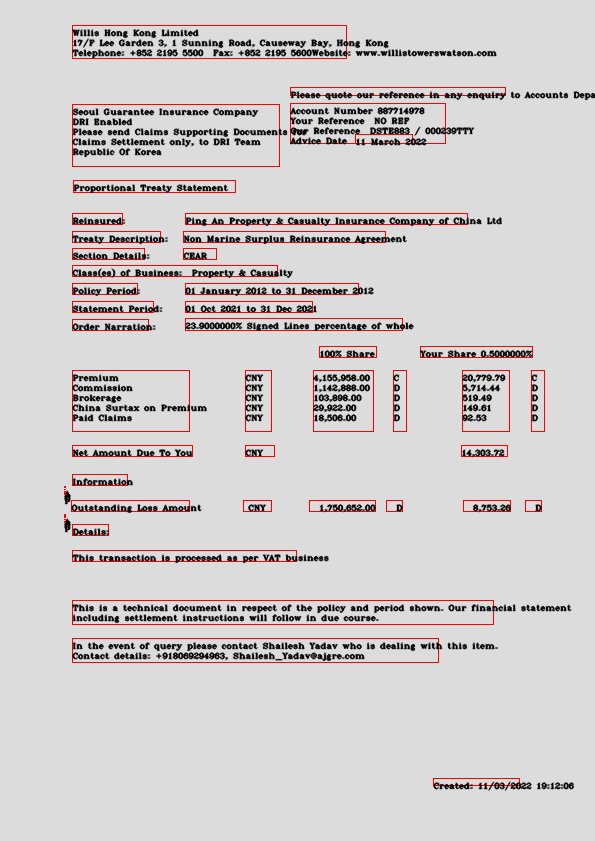 Willis Hong Kong Limited
17/F Lee Garden 3, 1 Sunning Road, Causeway Bay, Hong Kong
Telephone: +852 2195 5500 Fax: +852 2195 5600Website: www.willistowerswatson.com
Please quote our reference in any enquiry to Accounts Depa
Seoul Guarantee Insurance Company
DRI Enabled
Please send Claims Supporting Documents for
Claims Settlement only, to DRI Team
Republic Of Korea
Account Number 887714978
Your Reference NO REF
Our Reference DSTE883 / 000239TTY
Advice Date 11 March 2022
Proportional Treaty Statement
Reinsured: Ping An Property & Casualty Insurance Company of China Ltd
Treaty Description: Non Marine Surplus Reinsurance Agreement
Section Details: CEAR
Class(es) of Business: Property & Casualty
Policy Period: 01 January 2012 to 31 December 2012
Statement Period: 01 Oct 2021 to 31 Dec 2021
Order Narration: 23.9000000% Signed Lines percentage of whole
100% Share Your Share 0.5000000%
Premium CNY 4,155,958.00 C 20,779.79 C
Commission CNY 1,142,888.00 D 5,714.44 D
Brokerage CNY 103,898.00 D 519.49 D
China Surtax on Premium CNY 29,922.00 D 149.61 D
Paid Claims CNY 18,506.00 D 92.53 D
Net Amount Due To You CNY 14,303.72
Information
Outstanding Loss Amount CNY 1,750,652.00 D 8,753.26 D
Details:
This transaction is processed as per VAT business
This is a technical document in respect of the policy and period shown. Our financial statement
including settlement instructions will follow in due course.
In the event of query please contact Shailesh Yadav who is dealing with this item.
Contact details: +918069294963, Shailesh_Yadav@ajgre.com
Created: 11/03/2022 19:12:06